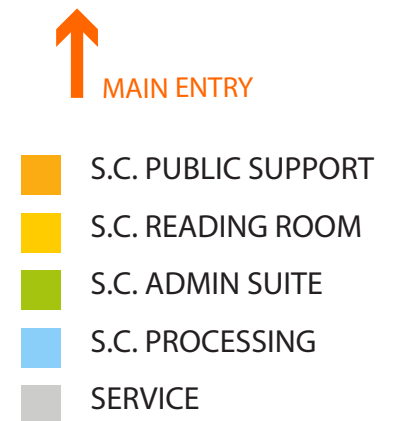 MAIN ENTRY
S.C. PUBLIC SUPPORT
S.C. READING ROOM
S.C. ADMIN SUITE
S.C. PROCESSING
SERVICE